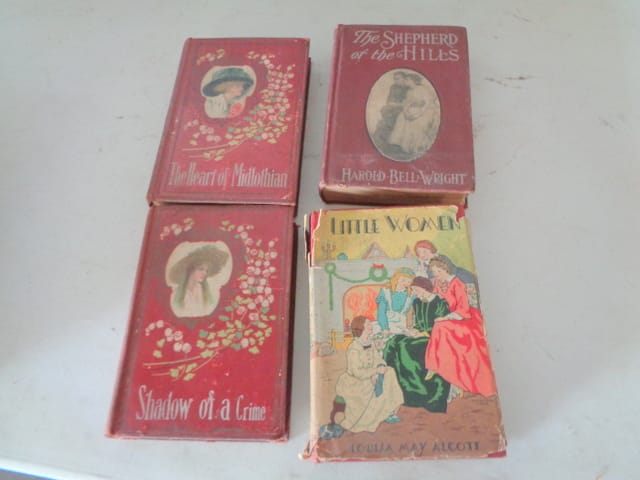 The Heart of Midlothian
The SHEPHERD
of the HILLS
HAROLD BELL WRIGHT
Shadow of a Crime
LITTLE WOMEN
LOUISA MAY ALCOTT